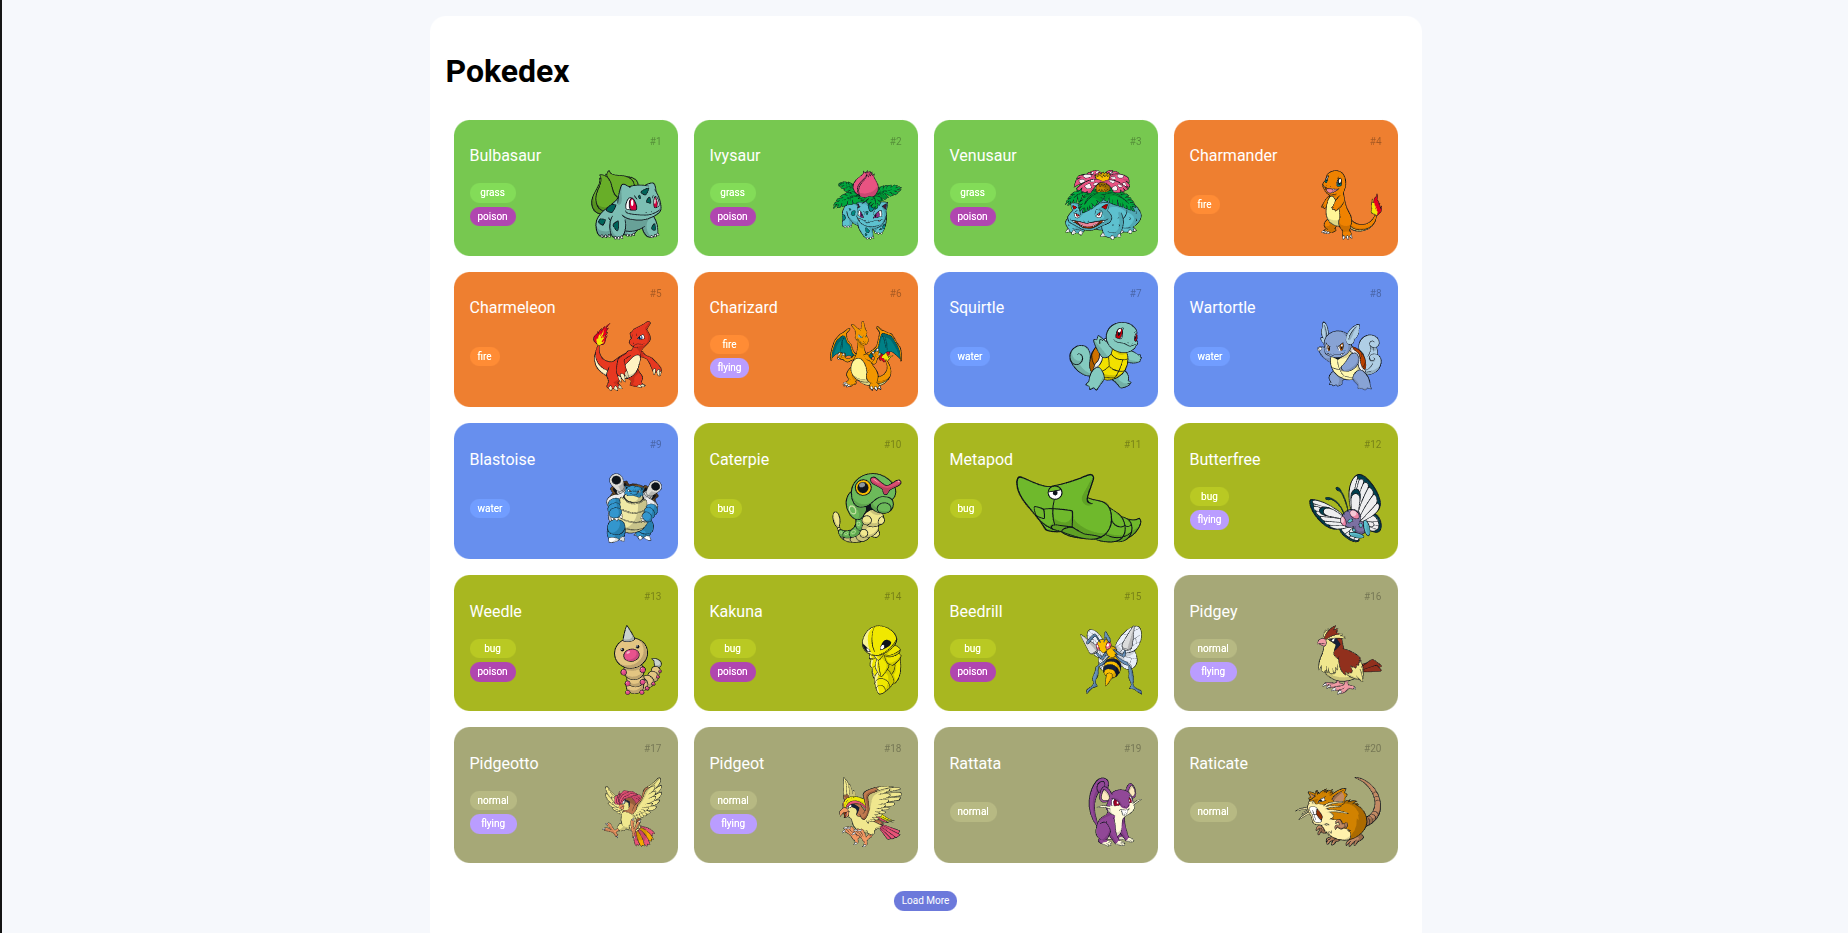 Pokedex
#1
Bulbasaur
grass
poison
#2
Ivysaur
grass
poison
#3
Venusaur
grass
poison
#4
Charmander
fire
#5
Charmeleon
fire
#6
Charizard
fire
flying
#7
Squirtle
water
#8
Wartortle
water
#9
Blastoise
water
#10
Caterpie
bug
#11
Metapod
bug
#12
Butterfree
bug
flying
#13
Weedle
bug
poison
#14
Kakuna
bug
poison
#15
Beedrill
bug
poison
#16
Pidgey
normal
flying
#17
Pidgeotto
normal
flying
#18
Pidgeot
normal
flying
#19
Rattata
normal
#20
Raticate
normal
Load More